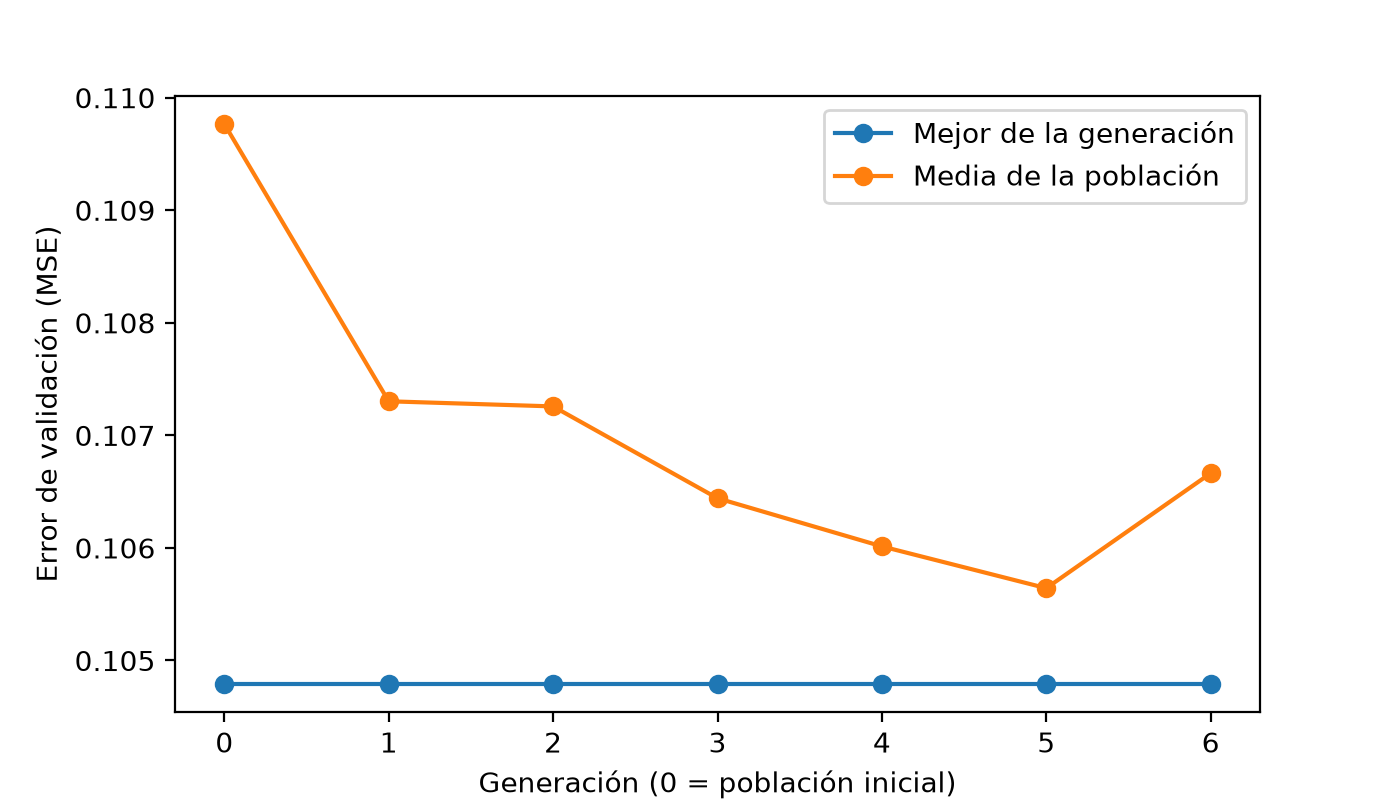 0.110
0.109
0.108
0.107
0.106
0.105
Error de validación (MSE)
Mejor de la generación
Media de la población
0 1 2 3 4 5 6
Generación (0 = población inicial)